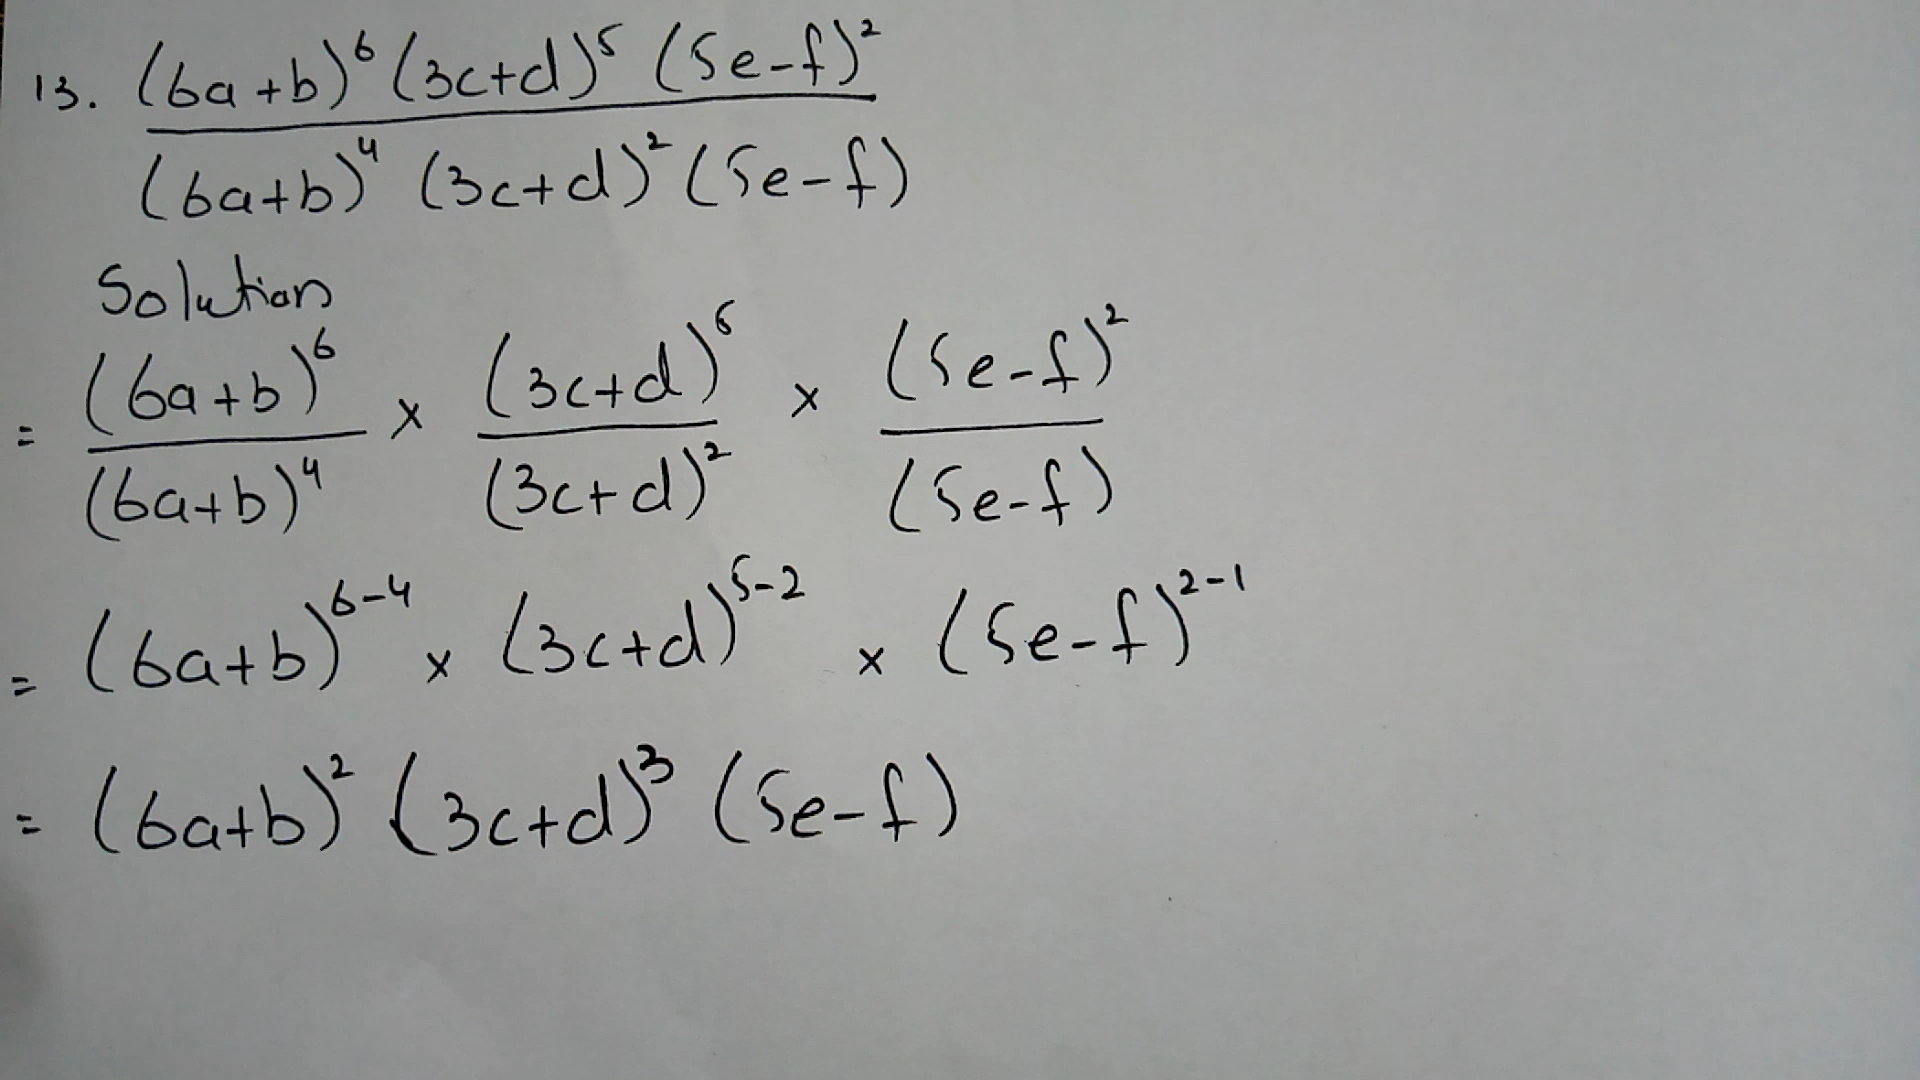 13. (6a+b)⁶ (3c+d)⁵ (5e-f)²
(6a+b)⁴ (3c+d)² (5e-f)
Solution
= (6a+b)⁶ × (3c+d)⁵ × (5e-f)²
(6a+b)⁴ (3c+d)² (5e-f)
= (6a+b)⁶⁻⁴ × (3c+d)⁵⁻² × (5e-f)²⁻¹
= (6a+b)² (3c+d)³ (5e-f)